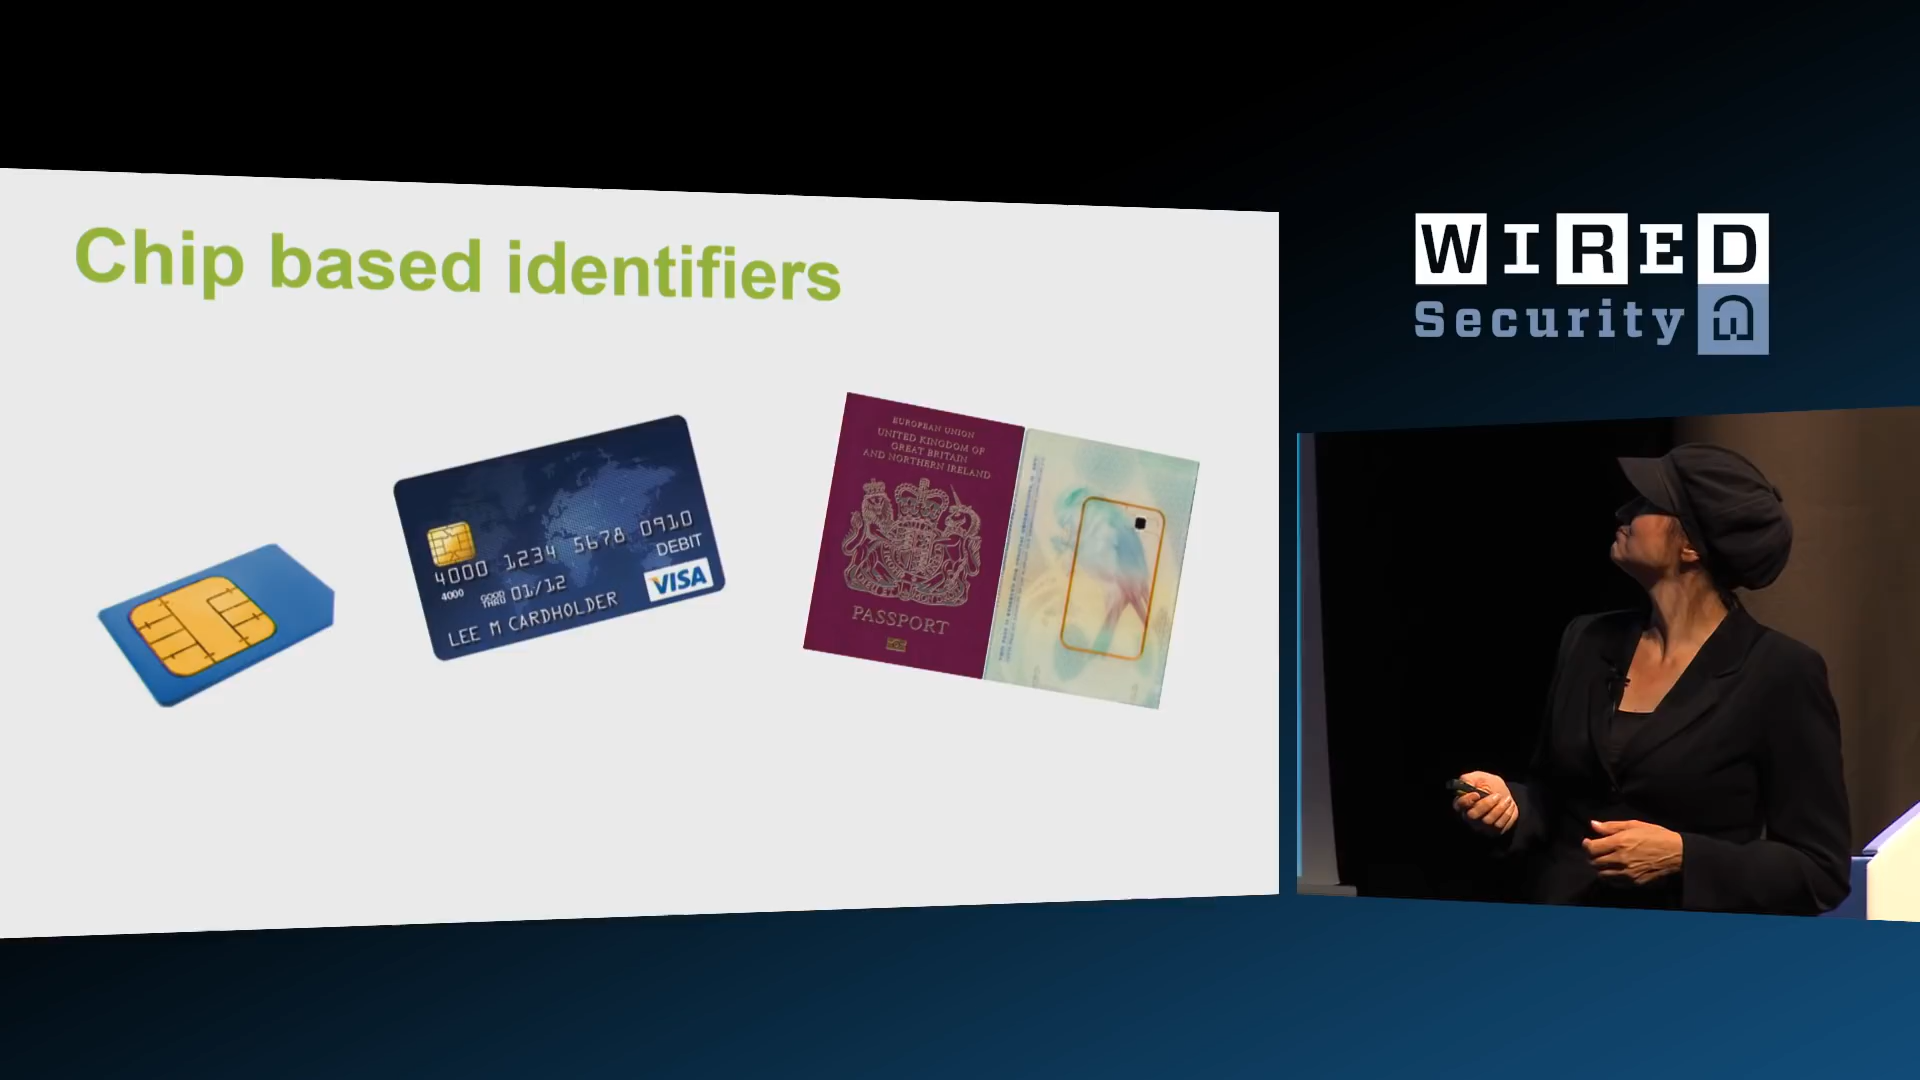 Chip based identifiers
WIRED
Security
4000 1234 5678 0910
DEBIT
4000 GOOD THRU 01/12
VISA
LEE M CARDHOLDER
EUROPEAN UNION
UNITED KINGDOM OF
GREAT BRITAIN
AND NORTHERN IRELAND
PASSPORT